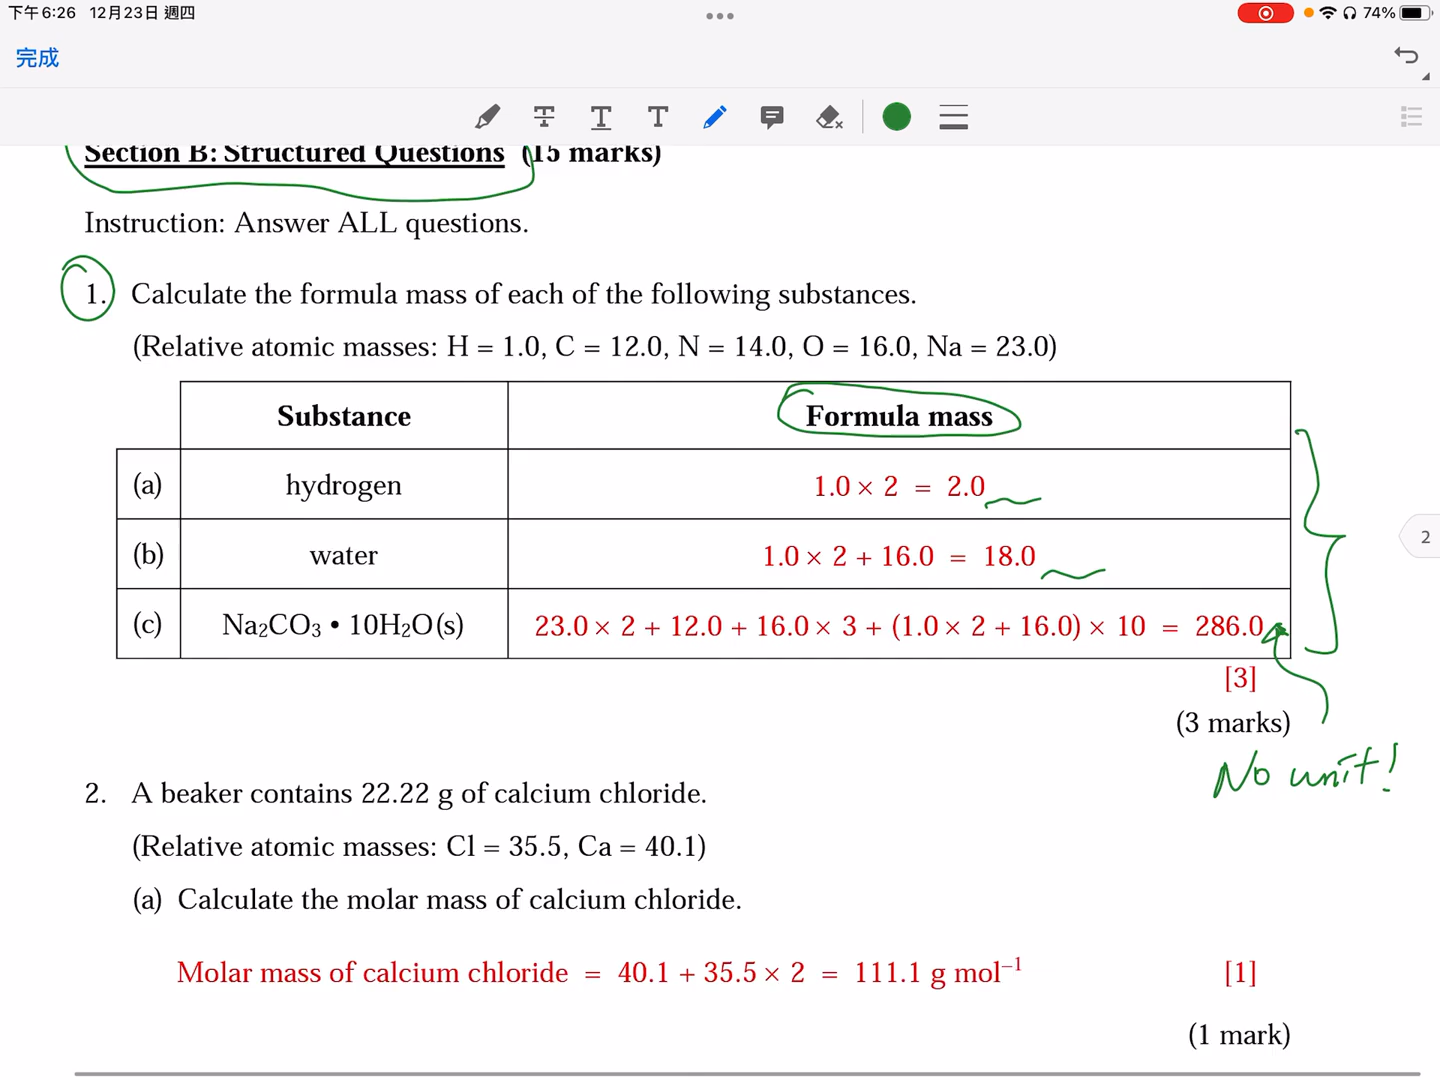 下午6:26 12月23日 週四
74%
完成
Section B: Structured Questions (15 marks)
Instruction: Answer ALL questions.
1. Calculate the formula mass of each of the following substances.
(Relative atomic masses: H = 1.0, C = 12.0, N = 14.0, O = 16.0, Na = 23.0)
Substance Formula mass
(a) hydrogen 1.0 × 2 = 2.0
(b) water 1.0 × 2 + 16.0 = 18.0
2
(c) Na₂CO₃ • 10H₂O(s) 23.0 × 2 + 12.0 + 16.0 × 3 + (1.0 × 2 + 16.0) × 10 = 286.0
[3]
(3 marks)
No unit!
2. A beaker contains 22.22 g of calcium chloride.
(Relative atomic masses: Cl = 35.5, Ca = 40.1)
(a) Calculate the molar mass of calcium chloride.
Molar mass of calcium chloride = 40.1 + 35.5 × 2 = 111.1 g mol⁻¹ [1]
(1 mark)